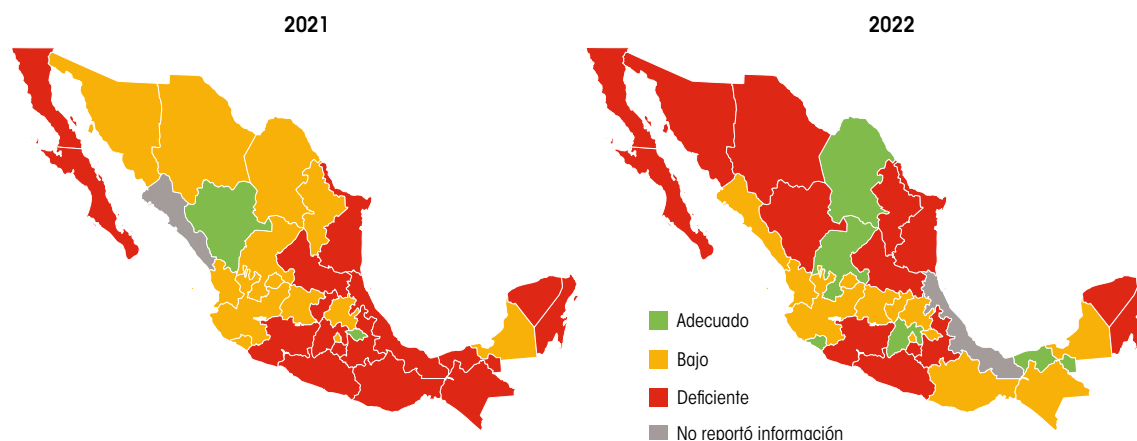 2021
2022
Adecuado
Bajo
Deficiente
No reportó información